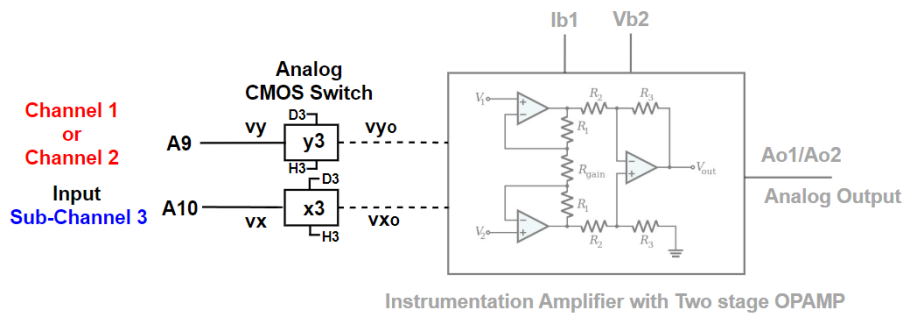 Ib1 Vb2
Analog
CMOS Switch
Channel 1
or
Channel 2
Input
Sub-Channel 3
A9
vy
D3
y3
H3
vyo
A10
vx
D3
x3
H3
vxo
V1
R2
R3
R1
Rgain
R1
V2
R2
R3
Vout
Ao1/Ao2
Analog Output
Instrumentation Amplifier with Two stage OPAMP